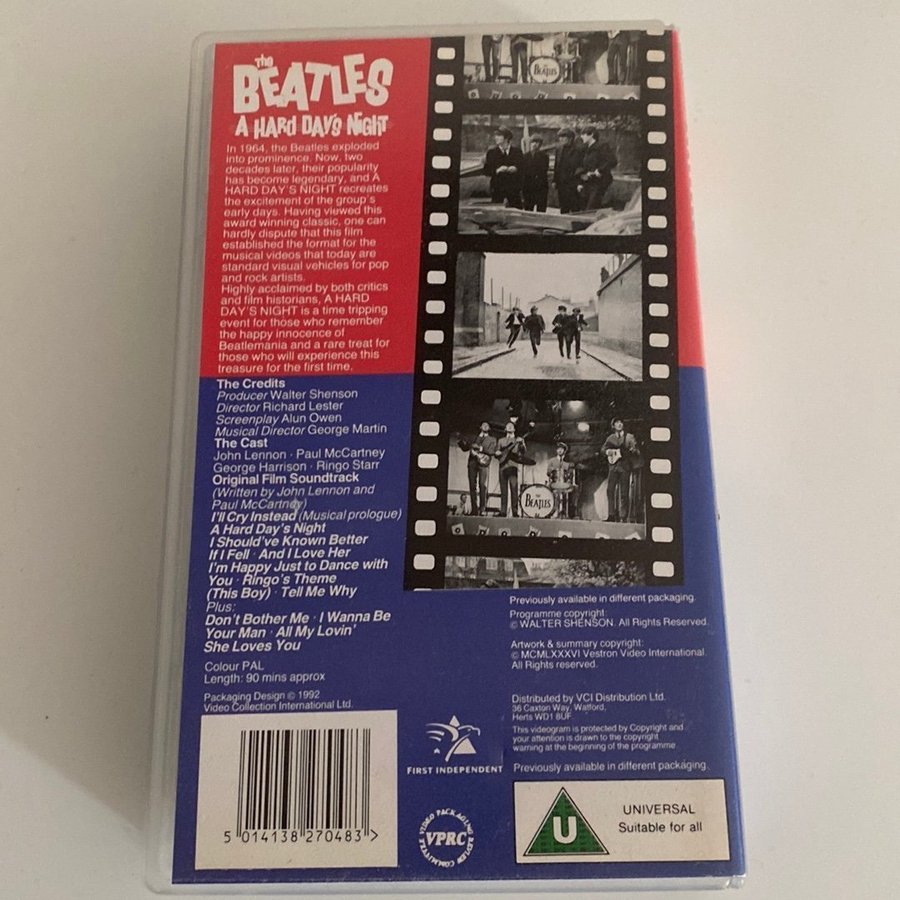 The
BEATLES
A HARD DAY'S NIGHT
In 1964, the Beatles exploded
into prominence. Now, two
decades later, their popularity
has become legendary, and A
HARD DAY'S NIGHT recreates
the excitement of the group's
early days. Having viewed this
award winning classic, one can
hardly dispute that this film
established the format for the
musical videos that today are
standard visual vehicles for pop
and rock artists.
Highly acclaimed by both critics
and film historians, A HARD
DAY'S NIGHT is a time tripping
event for those who remember
the happy innocence of
Beatlemania and a rare treat for
those who will experience this
treasure for the first time.
The Credits
Producer Walter Shenson
Director Richard Lester
Screenplay Alun Owen
Musical Director George Martin
The Cast
John Lennon · Paul McCartney
George Harrison · Ringo Starr
Original Film Soundtrack
(Written by John Lennon and
Paul McCartney)
I'll Cry Instead (Musical prologue)
A Hard Day's Night
I Should've Known Better
If I Fell · And I Love Her
I'm Happy Just to Dance with
You · Ringo's Theme
(This Boy) · Tell Me Why
Plus:
Don't Bother Me · I Wanna Be
Your Man · All My Lovin'
She Loves You
Colour PAL
Length: 90 mins approx
Packaging Design © 1992
Video Collection International Ltd.
5 014138 270483 >
THE BEATLES
THE BEATLES
Previously available in different packaging.
Programme copyright:
© WALTER SHENSON. All Rights Reserved.
Artwork & summary copyright:
© MCMLXXXVI Vestron Video International.
All Rights reserved.
Distributed by VCI Distribution Ltd.
36 Caxton Way, Watford,
Herts WD1 8UF
This videogram is protected by Copyright and
your attention is drawn to the copyright
warning at the beginning of the programme
Previously available in different packaging
FIRST INDEPENDENT
VIDEO PACKAGING REVIEW COMMITTEE
VPRC
U
UNIVERSAL
Suitable for all